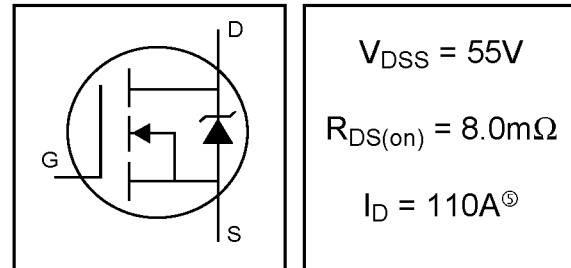 D
G
S
V_DSS = 55V
R_DS(on) = 8.0mΩ
I_D = 110A⑤